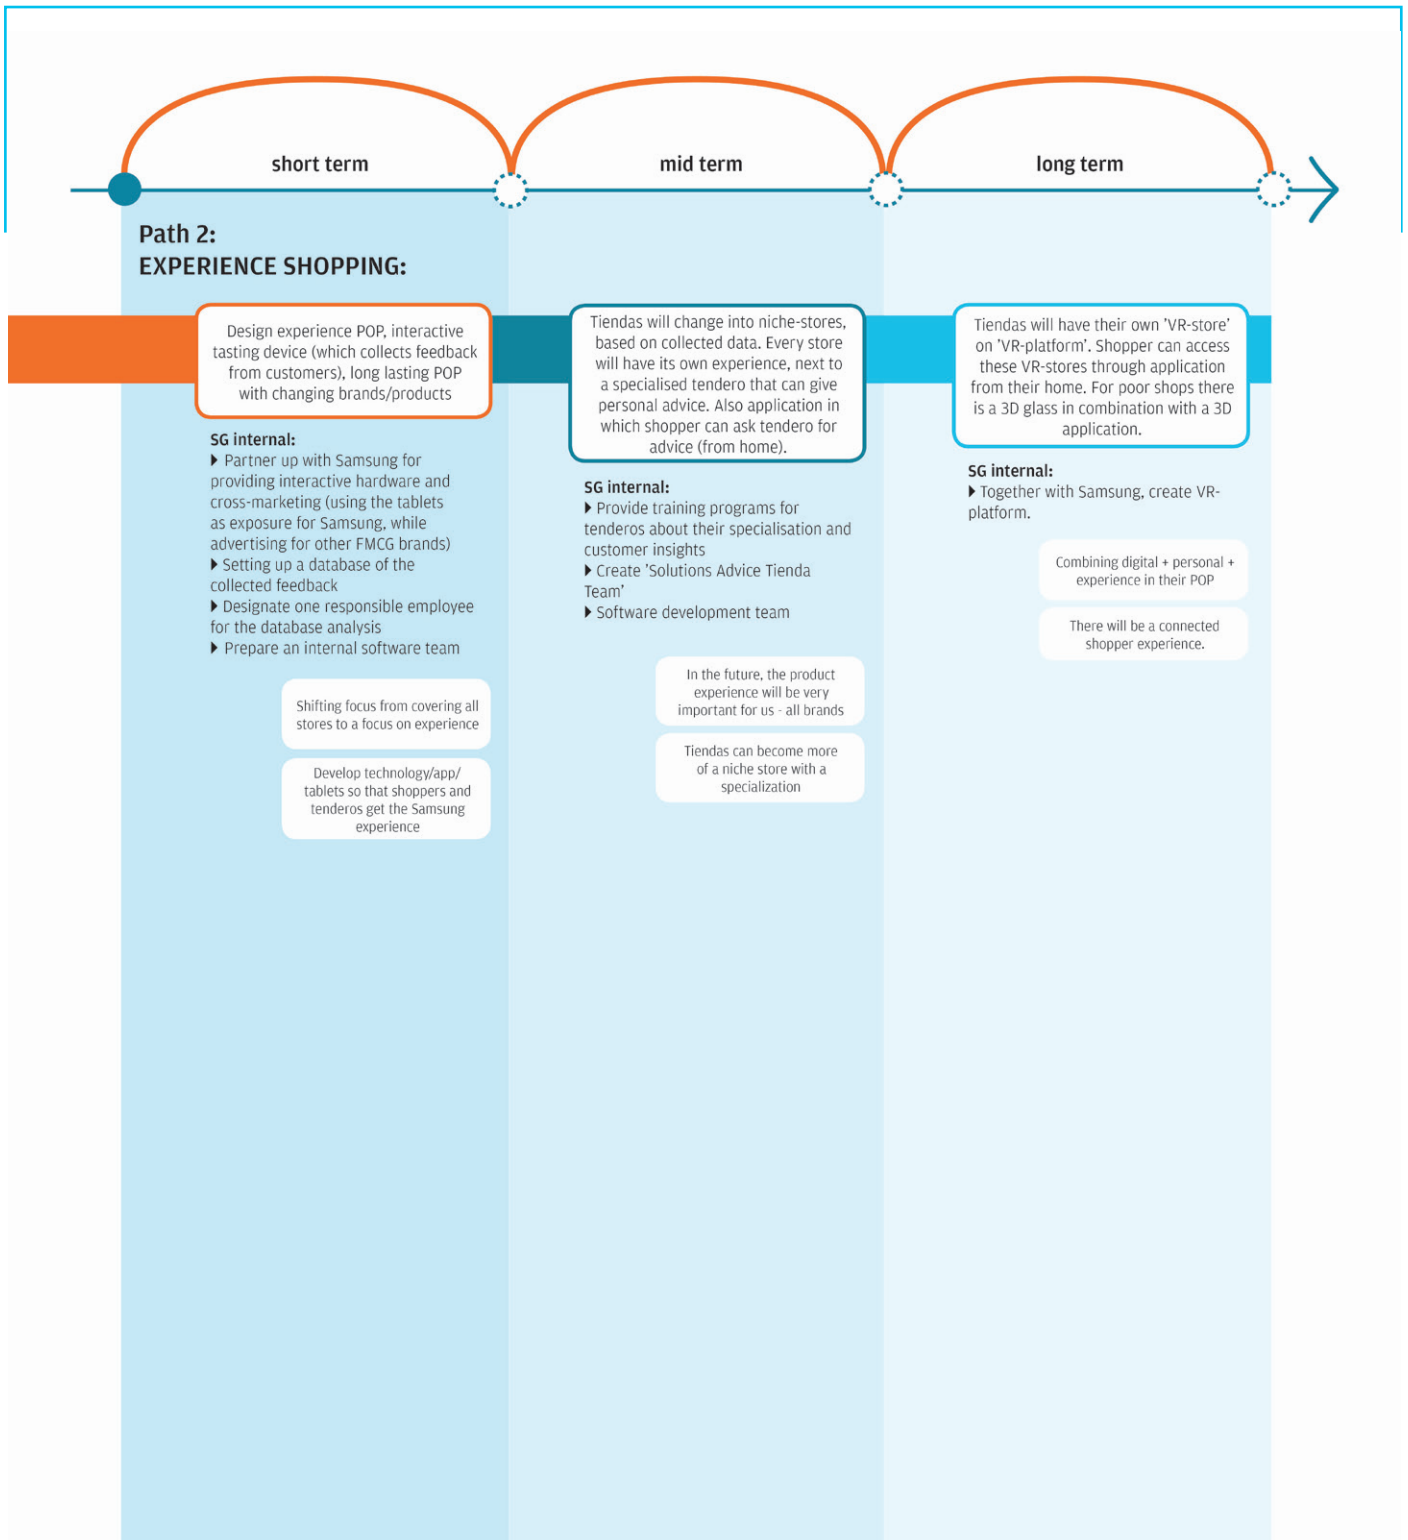 short term
mid term
long term
Path 2:
EXPERIENCE SHOPPING:
Design experience POP, interactive
tasting device (which collects feedback
from customers), long lasting POP
with changing brands/products
SG internal:
▶ Partner up with Samsung for
providing interactive hardware and
cross-marketing (using the tablets
as exposure for Samsung, while
advertising for other FMCG brands)
▶ Setting up a database of the
collected feedback
▶ Designate one responsible employee
for the database analysis
▶ Prepare an internal software team
Shifting focus from covering all
stores to a focus on experience
Develop technology/app/
tablets so that shoppers and
tenderos get the Samsung
experience
Tiendas will change into niche-stores,
based on collected data. Every store
will have its own experience, next to
a specialised tendero that can give
personal advice. Also application in
which shopper can ask tendero for
advice (from home).
SG internal:
▶ Provide training programs for
tenderos about their specialisation and
customer insights
▶ Create 'Solutions Advice Tienda
Team'
▶ Software development team
In the future, the product
experience will be very
important for us - all brands
Tiendas can become more
of a niche store with a
specialization
Tiendas will have their own 'VR-store'
on 'VR-platform'. Shopper can access
these VR-stores through application
from their home. For poor shops there
is a 3D glass in combination with a 3D
application.
SG internal:
▶ Together with Samsung, create VR-
platform.
Combining digital + personal +
experience in their POP
There will be a connected
shopper experience.